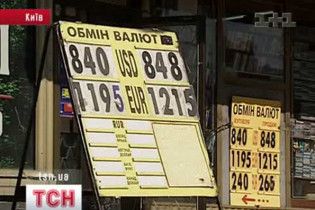 Київ
1+1
ОБМІН ВАЛЮТ
840 USD 848
1195 EUR 1215
RUR
ОБМІН ВАЛЮТ
840 848
1195 1215
240 265
tsn.ua
ТСН